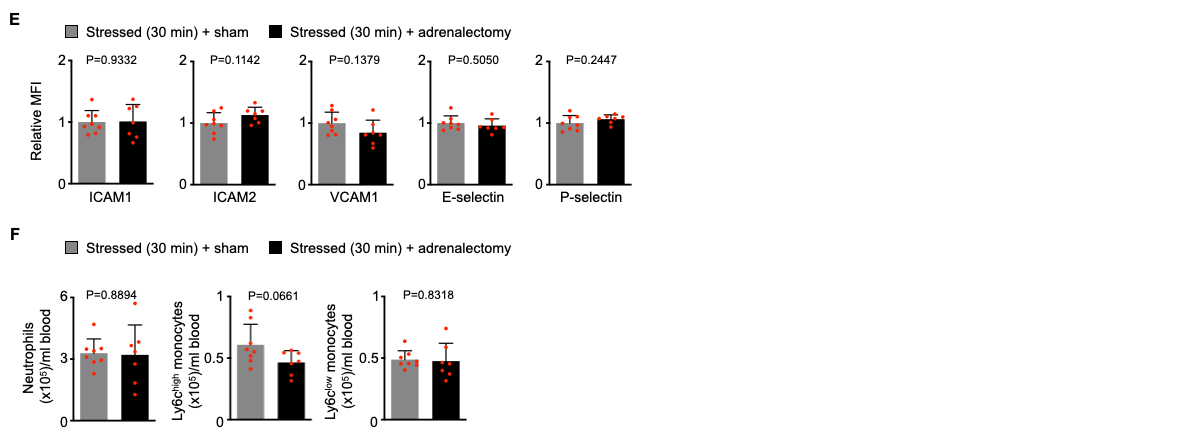 E
Stressed (30 min) + sham
Stressed (30 min) + adrenalectomy
Relative MFI
2
1
0
P=0.9332
ICAM1
2
1
0
P=0.1142
ICAM2
2
1
0
P=0.1379
VCAM1
2
1
0
P=0.5050
E-selectin
2
1
0
P=0.2447
P-selectin
F
Stressed (30 min) + sham
Stressed (30 min) + adrenalectomy
Neutrophils
(x10⁵)/ml blood
6
3
0
P=0.8894
Ly6cʰⁱᵍʰ monocytes
(x10⁵)/ml blood
1
0.5
0
P=0.0661
Ly6cˡᵒʷ monocytes
(x10⁵)/ml blood
1
0.5
0
P=0.8318